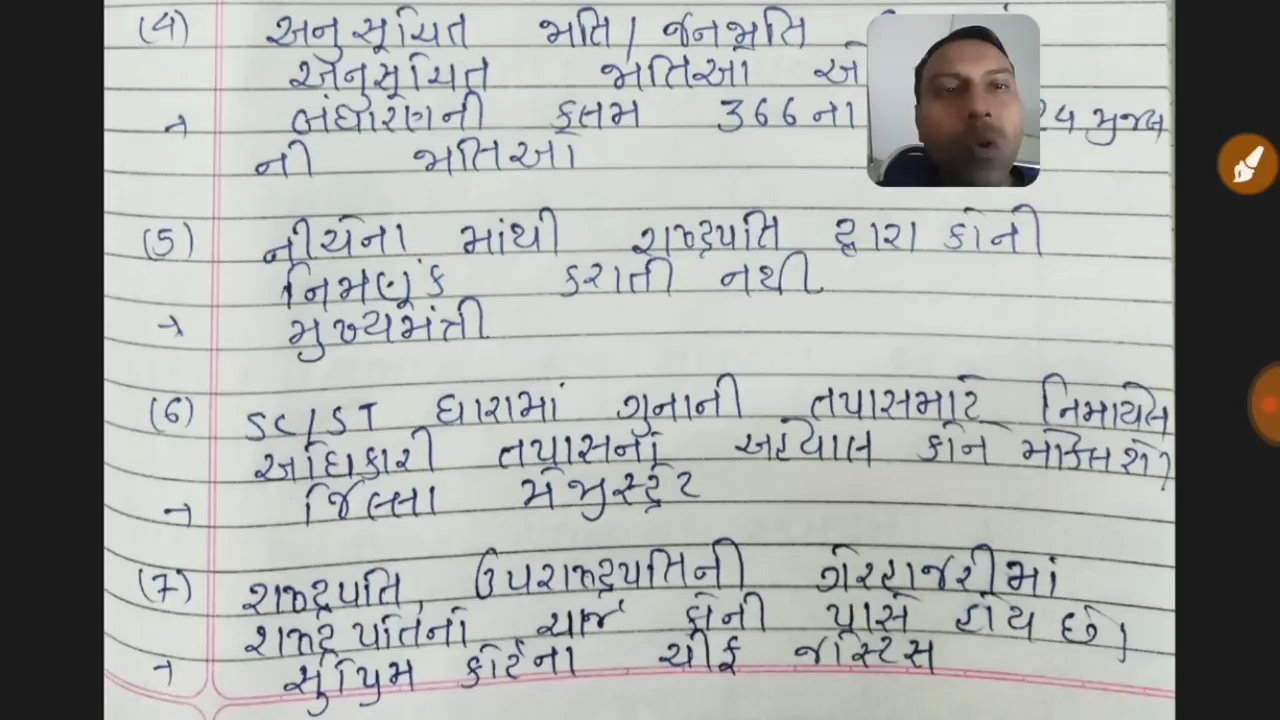 (4) અનુસૂચિત જાતિ/ જનજાતિ
અનુસૂચિત જાતિઓ એ
→ બંધારણની કલમ 366ના 24 મુજબ
ની જાતિઓ
(5) નીચેના માંથી રાષ્ટ્રપતિ દ્વારા કોની
નિમણૂંક કરાતી નથી
→ મુખ્યમંત્રી
(6) SC/ST ધારામાં ગુનાની તપાસમાટે નિમાયેલ
અધિકારી તપાસનો અહેવાલ કોને મોકલશે?
→ જિલ્લા મેજીસ્ટ્રેટ
(7) રાષ્ટ્રપતિ, ઉપરાષ્ટ્રપતિની ગેરહાજરીમાં
રાષ્ટ્રપતિનો ચાર્જ કોની પાસે હોય છે?
→ સુપ્રિમ કોર્ટના ચીફ જસ્ટિસ